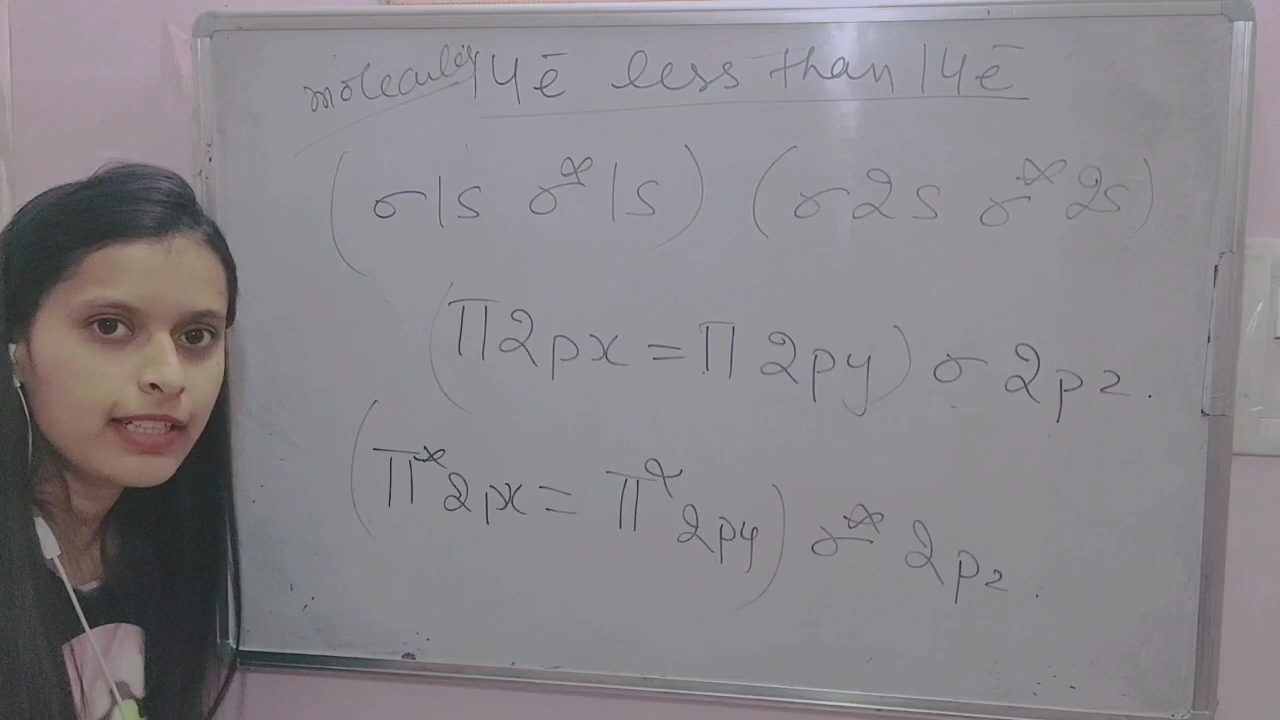 molecules 14ē less than 14ē
(σ1s σ*1s) (σ2s σ*2s)
(π2px = π2py) σ2pz.
(π*2px = π*2py) σ*2pz.